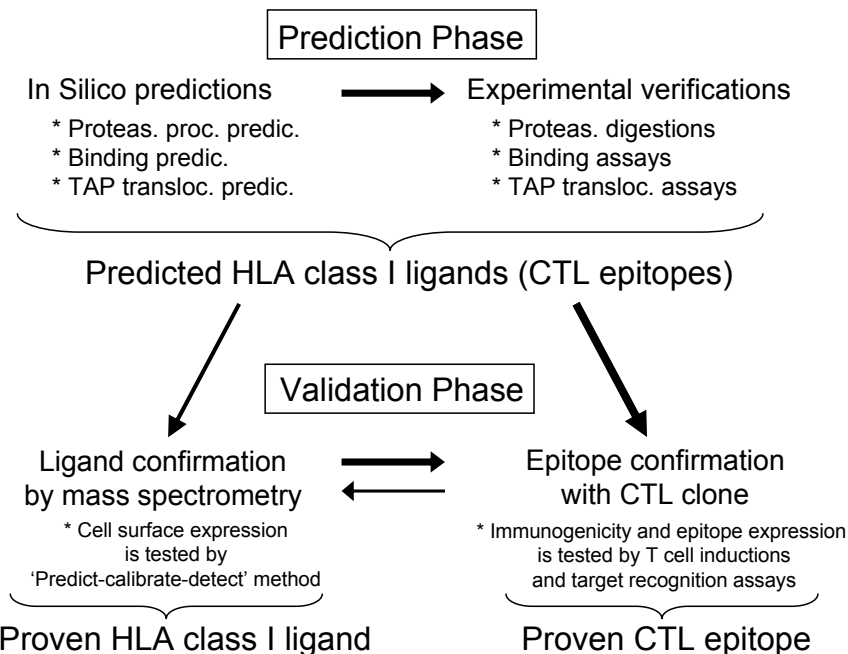 Prediction Phase
In Silico predictions
* Proteas. proc. predic.
* Binding predic.
* TAP transloc. predic.
Experimental verifications
* Proteas. digestions
* Binding assays
* TAP transloc. assays
Predicted HLA class I ligands (CTL epitopes)
Validation Phase
Ligand confirmation
by mass spectrometry
* Cell surface expression
is tested by
‘Predict-calibrate-detect’ method
Proven HLA class I ligand
Epitope confirmation
with CTL clone
* Immunogenicity and epitope expression
is tested by T cell inductions
and target recognition assays
Proven CTL epitope